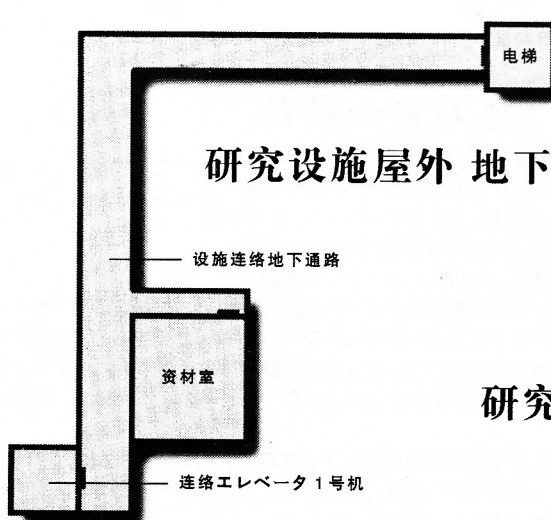 电梯
研究设施屋外 地下
设施连络地下通路
资材室
研究
连络エレベータ1号机